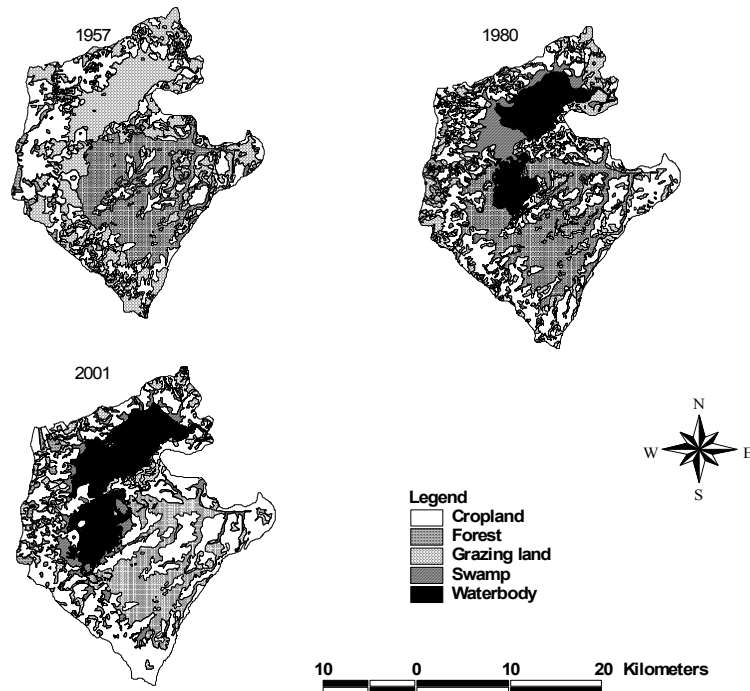 1957
1980
2001
N
W E
S
Legend
Cropland
Forest
Grazing land
Swamp
Waterbody
10 0 10 20 Kilometers